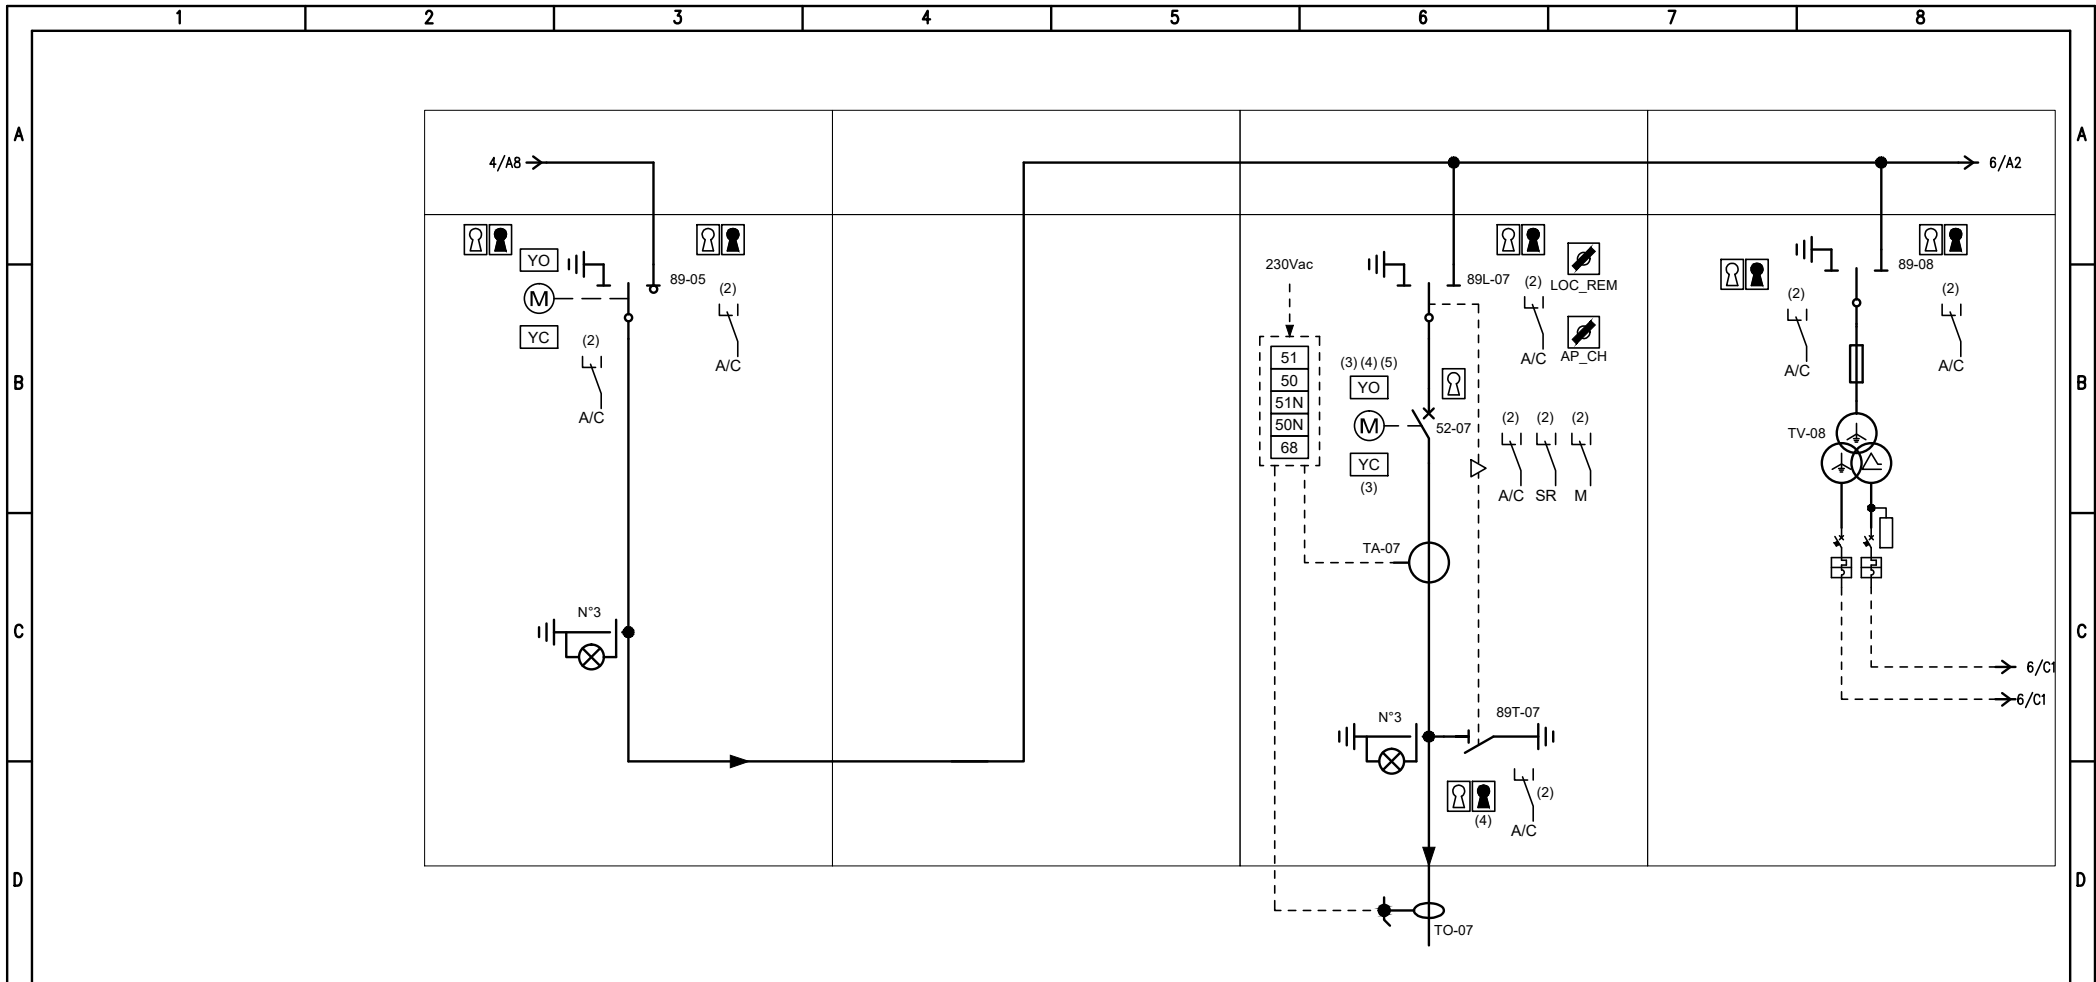 1 2 3 4 5 6 7 8
A A
4/A8 6/A2
YO 89-05 (2) M YC (2) A/C A/C
230Vac 89L-07 (2) LOC_REM
A/C AP_CH
89-08 (2) (2) A/C A/C
B B
51
50
51N
50N
68
(3) (4) (5)
YO
M 52-07
YC
(3)
(2) (2) (2)
A/C SR M
TV-08
TA-07
C C
N°3
6/C1
6/C1
N°3 89T-07
(2)
(4) A/C
D D
TO-07